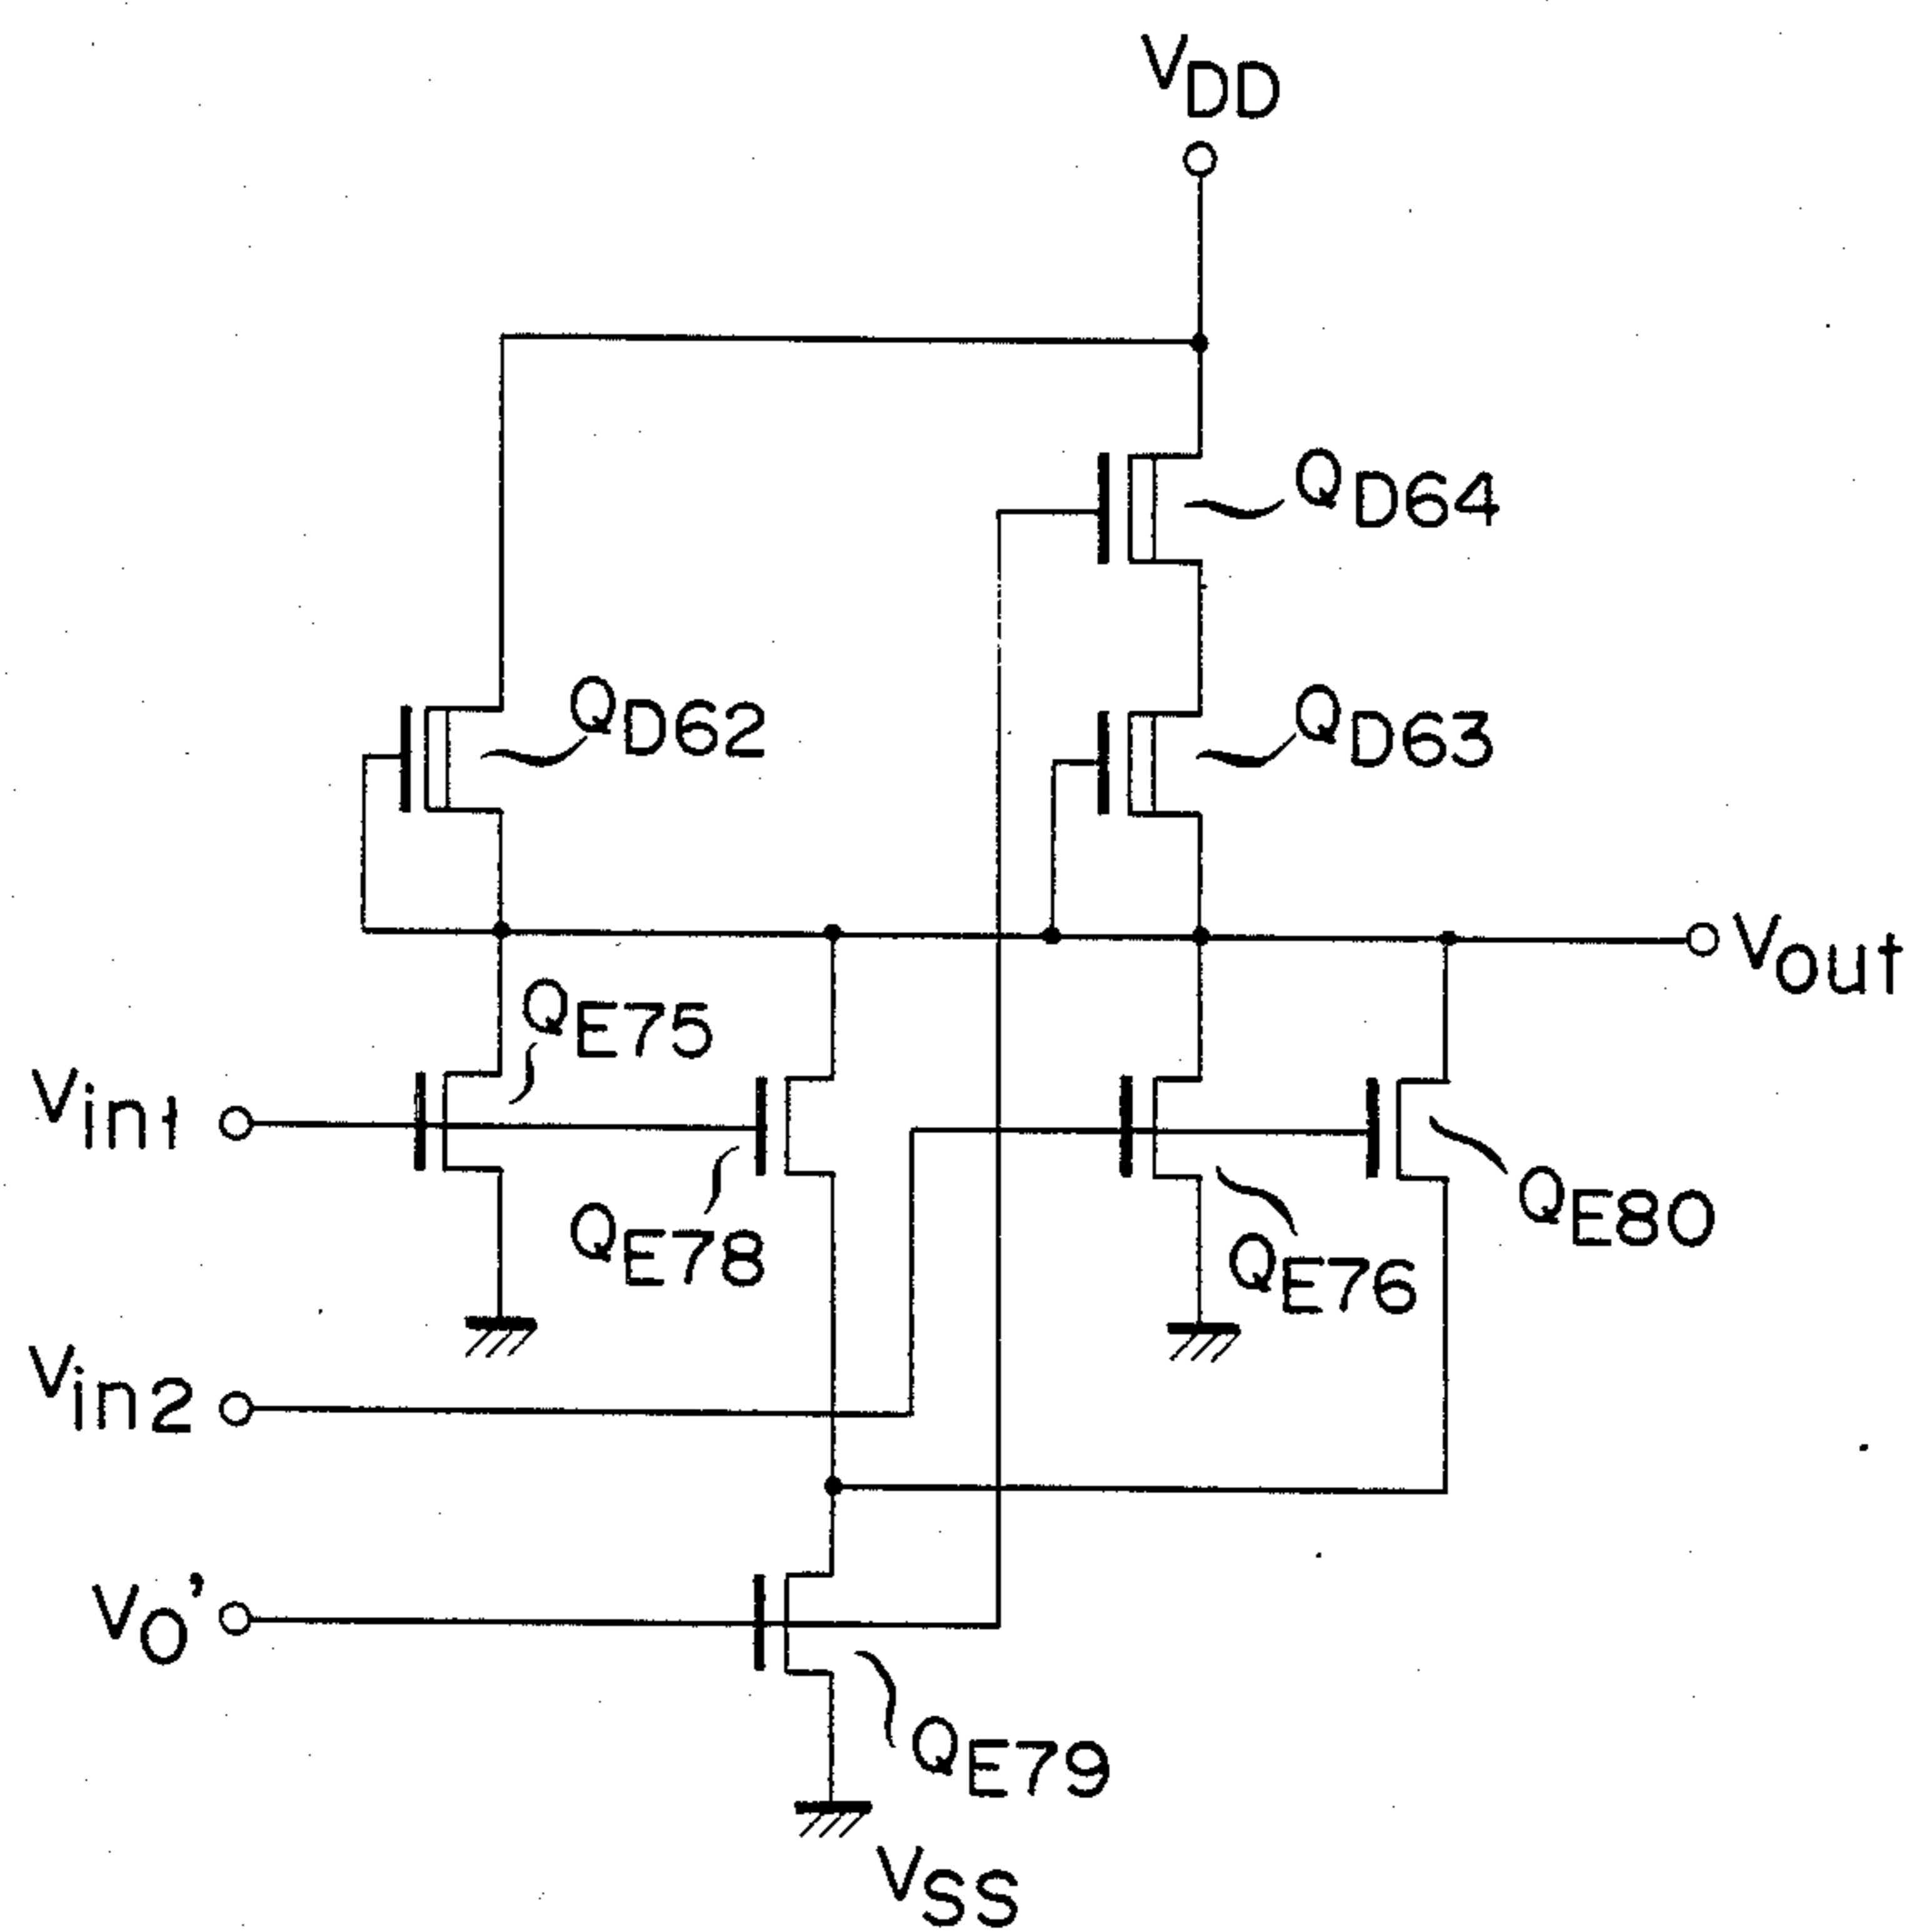 VDD
QD64
QD62
QD63
Vout
QE75
Vin1
QE78
QE80
QE76
Vin2
Vo'
QE79
VSS